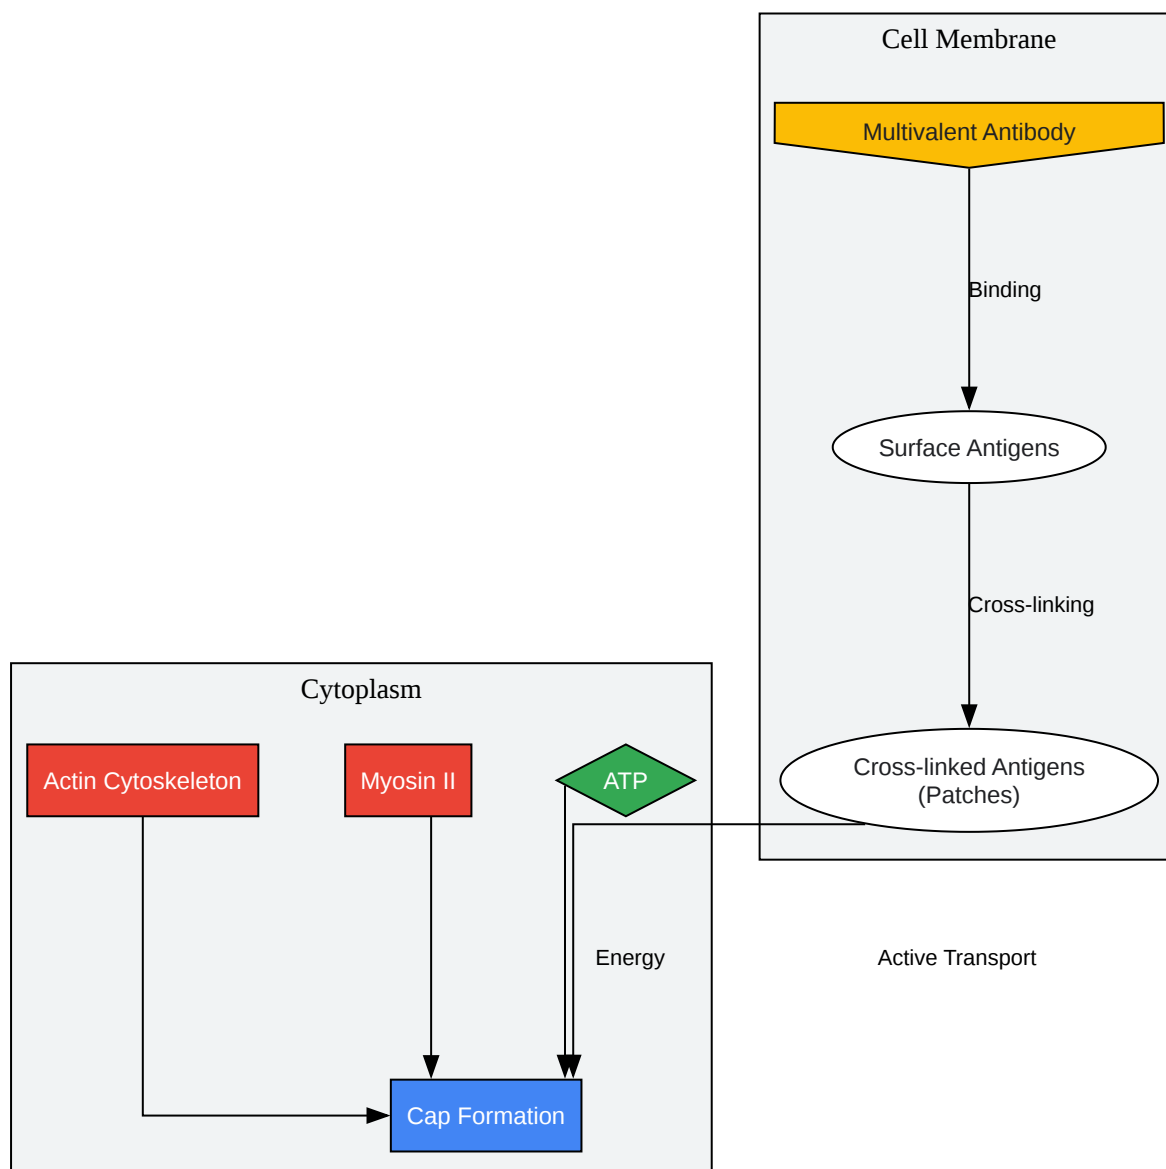 Cell Membrane
Multivalent Antibody
Binding
Surface Antigens
Cross-linking
Cross-linked Antigens
(Patches)
Cytoplasm
Actin Cytoskeleton
Myosin II
ATP
Energy
Active Transport
Cap Formation